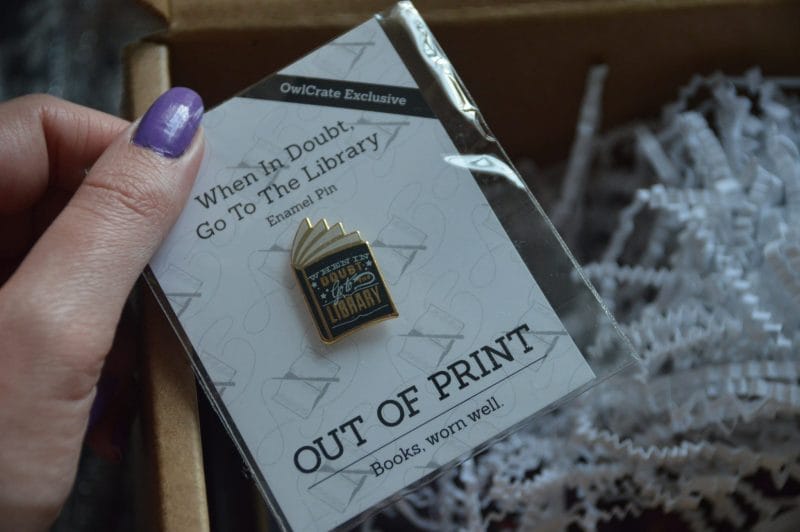 OwlCrate Exclusive
When In Doubt,
Go To The Library
Enamel Pin
WHEN IN
DOUBT
Go to THE
LIBRARY
OUT OF PRINT
Books, worn well.